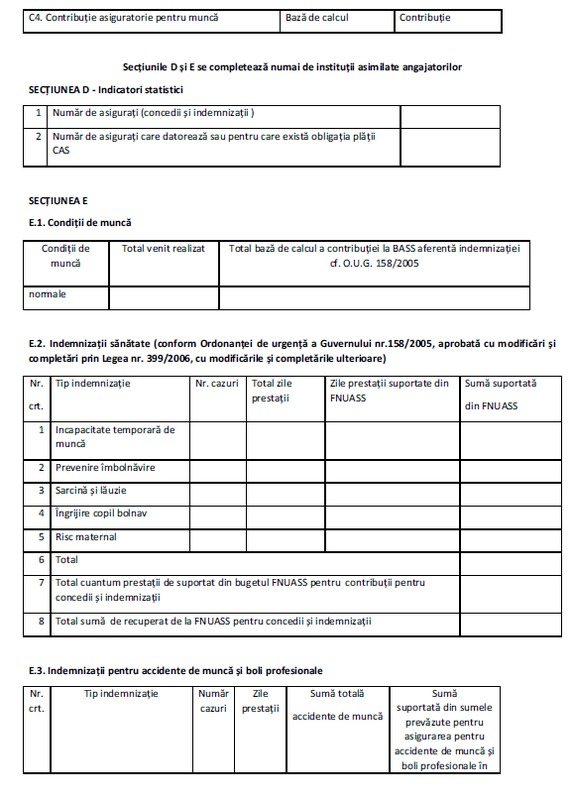 C4. Contribuție asiguratorie pentru muncă Bază de calcul Contribuție
Secțiunile D și E se completează numai de instituții asimilate angajatorilor
SECȚIUNEA D - Indicatori statistici
1 Număr de asigurați (concedii și indemnizații )
2 Număr de asigurați care datorează sau pentru care există obligația plății
CAS
SECȚIUNEA E
E.1. Condiții de muncă
Condiții de Total venit realizat Total bază de calcul a contribuției la BASS aferentă indemnizației
muncă cf. O.U.G. 158/2005
normale
E.2. Indemnizații sănătate (conform Ordonanței de urgență a Guvernului nr.158/2005, aprobată cu modificări și
completări prin Legea nr. 399/2006, cu modificările și completările ulterioare)
Nr. Tip indemnizație Nr. cazuri Total zile Zile prestații suportate din Sumă suportată
prestații FNUASS
crt. din FNUASS
1 Incapacitate temporară de
muncă
2 Prevenire îmbolnăvire
3 Sarcină și lăuzie
4 Îngrijire copil bolnav
5 Risc maternal
6 Total
7 Total cuantum prestații de suportat din bugetul FNUASS pentru contribuții pentru
concedii și indemnizații
8 Total sumă de recuperat de la FNUASS pentru concedii și indemnizații
E.3. Indemnizații pentru accidente de muncă și boli profesionale
Nr. Tip indemnizație Număr Zile Sumă totală Sumă
crt. cazuri prestații accidente de muncă suportată din sumele
prevăzute pentru
asigurarea pentru
accidente de muncă și
boli profesionale în